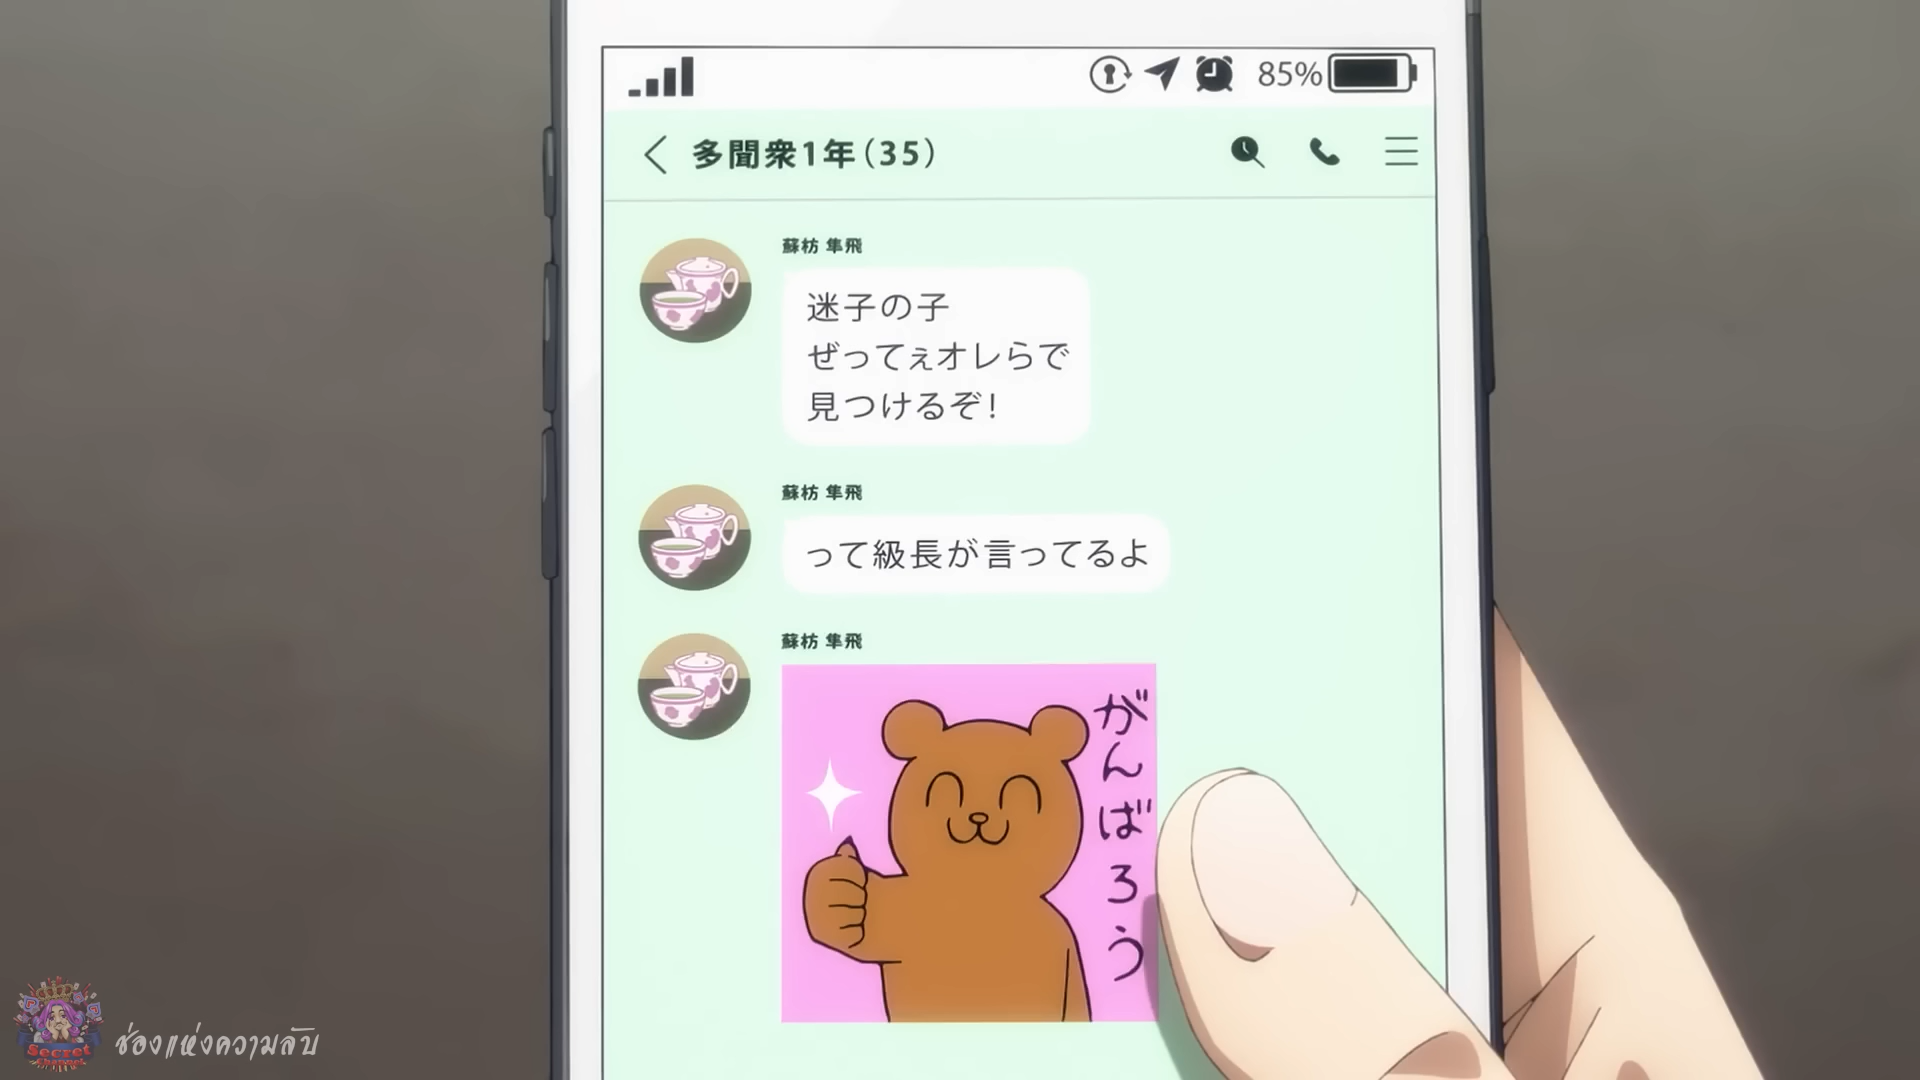 85%
多聞衆1年(35)
蘇枋 隼飛
迷子の子
ぜってぇオレらで
見つけるぞ!
蘇枋 隼飛
って級長が言ってるよ
蘇枋 隼飛
がんばろう
Secret
Channel
ช่องแห่งความลับ